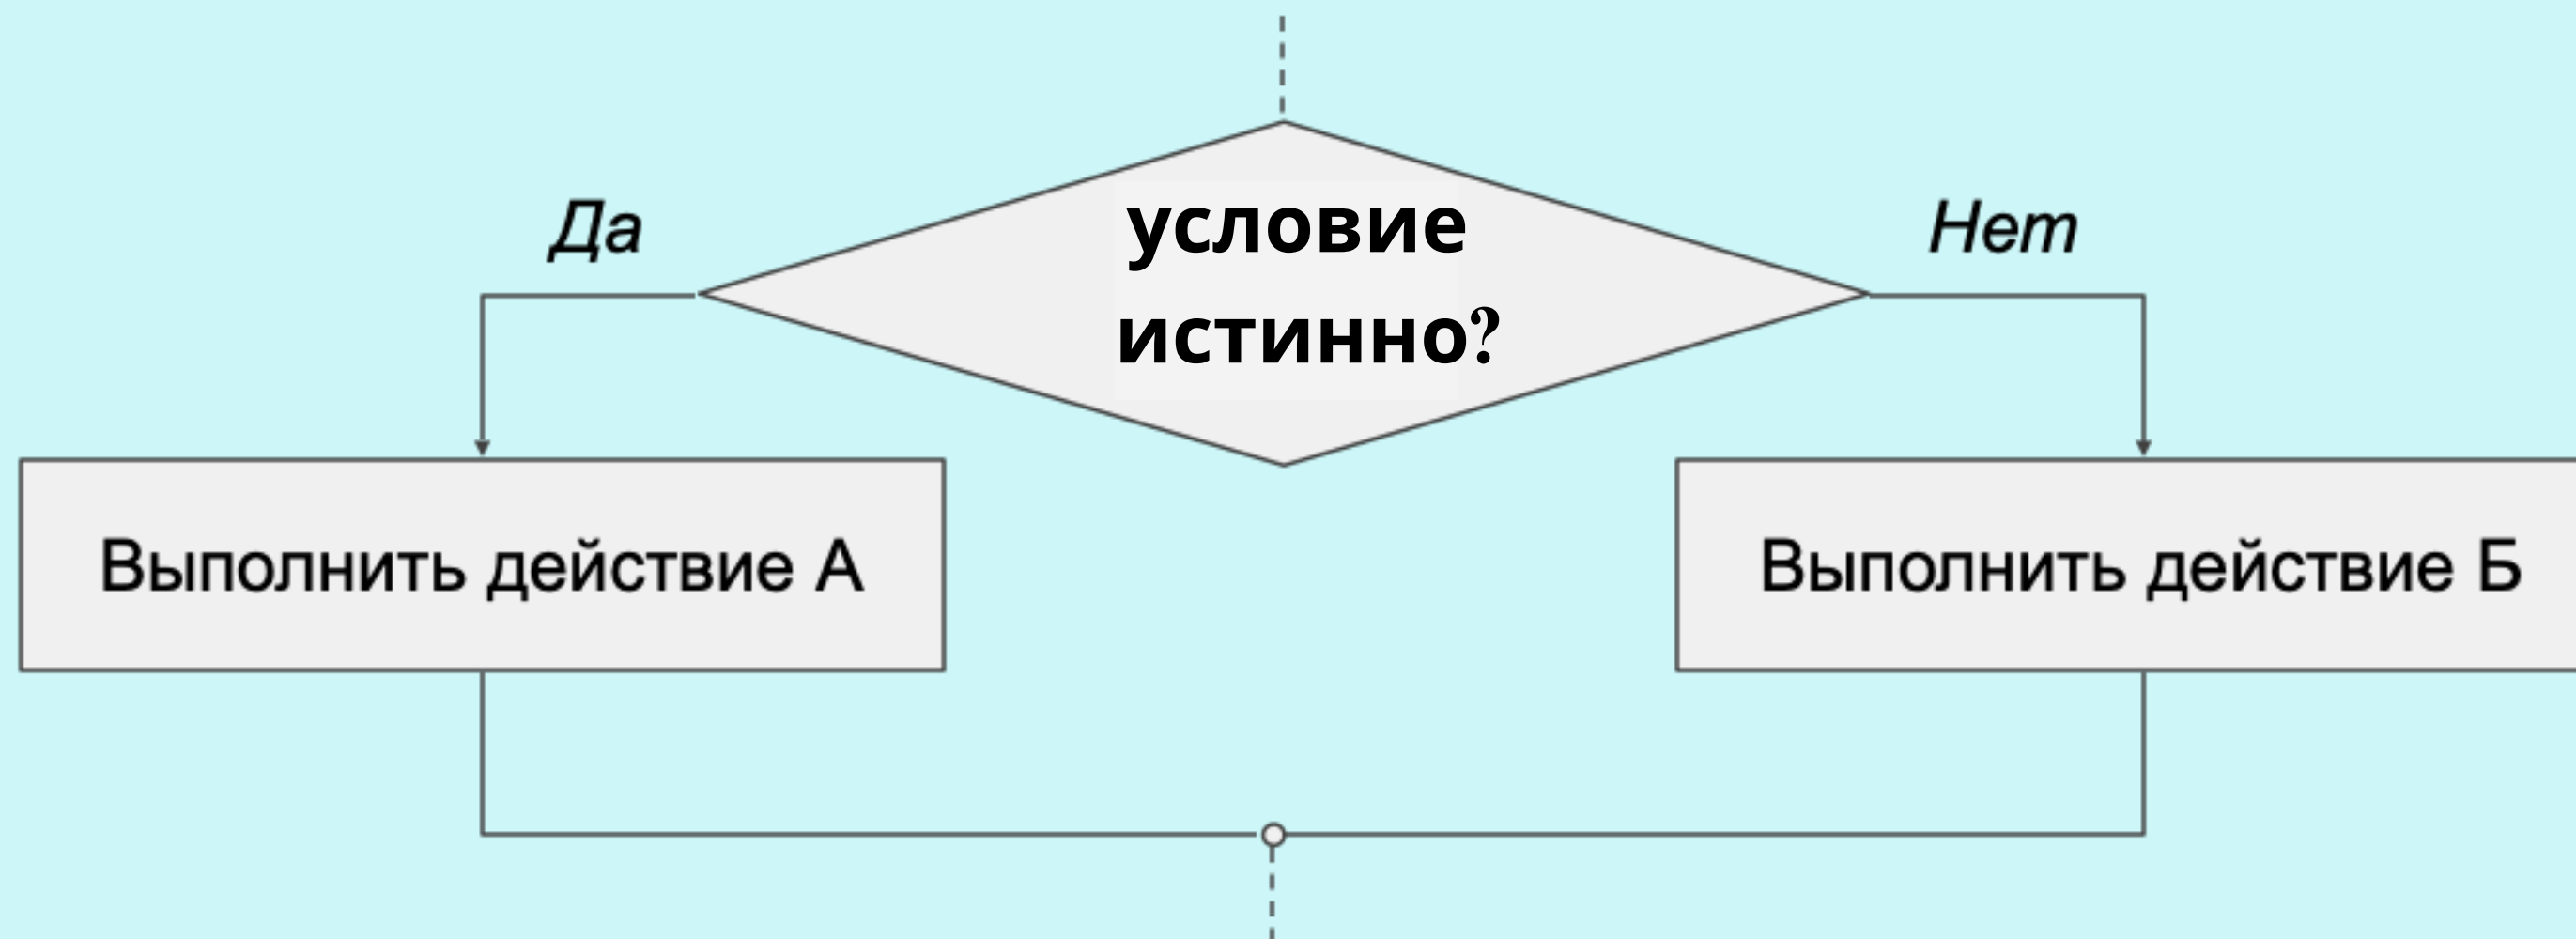 Да
условие
истинно?
Нет
Выполнить действие А
Выполнить действие Б